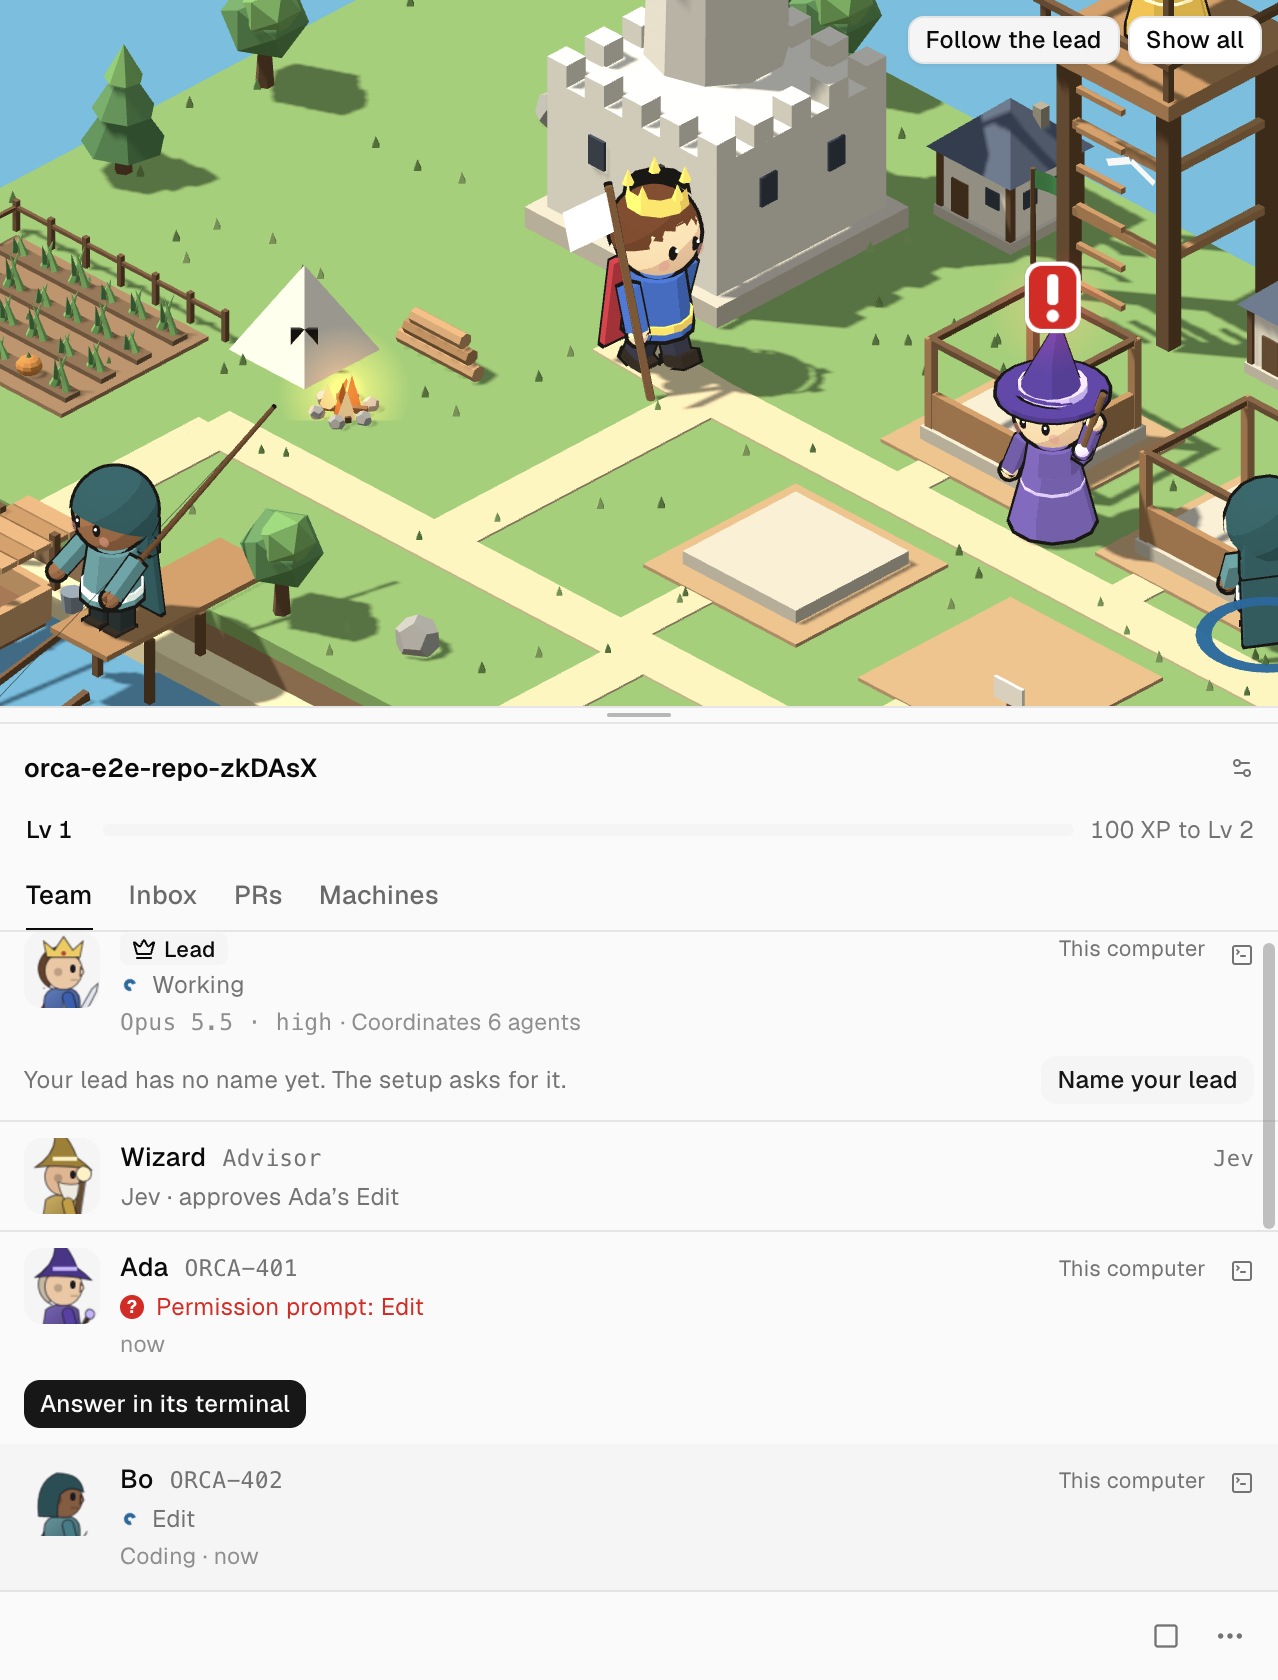 Follow the lead
Show all
orca-e2e-repo-zkDAsX
Lv 1
100 XP to Lv 2
Team
Inbox
PRs
Machines
Lead
This computer
Working
Opus 5.5 · high · Coordinates 6 agents
Your lead has no name yet. The setup asks for it.
Name your lead
Wizard Advisor
Jev
Jev · approves Ada’s Edit
Ada ORCA-401
This computer
Permission prompt: Edit
now
Answer in its terminal
Bo ORCA-402
This computer
Edit
Coding · now